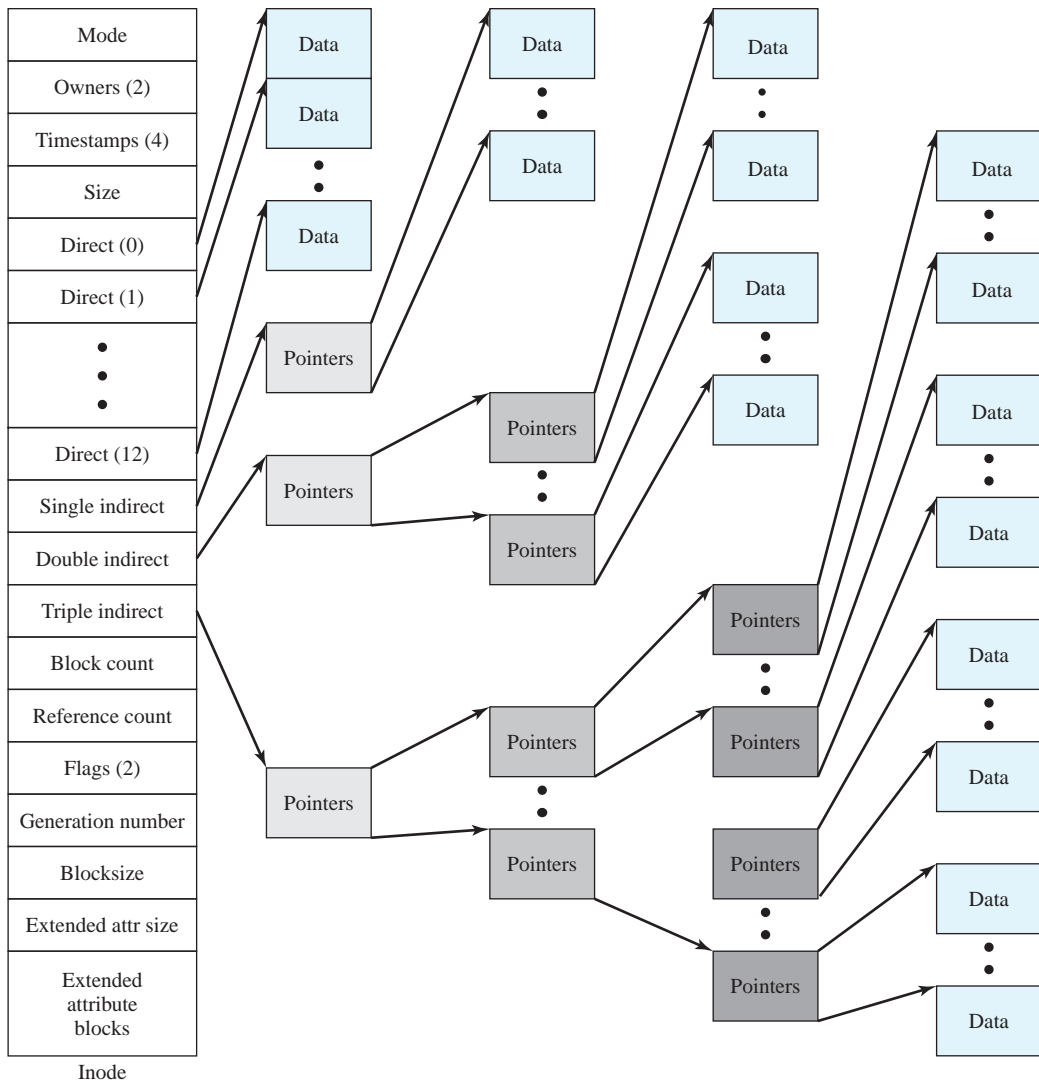 Mode
Owners (2)
Timestamps (4)
Size
Direct (0)
Direct (1)
Direct (12)
Single indirect
Double indirect
Triple indirect
Block count
Reference count
Flags (2)
Generation number
Blocksize
Extended attr size
Extended
attribute
blocks
Inode
Data
Data
Data
Pointers
Pointers
Pointers
Data
Data
Pointers
Pointers
Pointers
Pointers
Data
Data
Data
Data
Pointers
Pointers
Pointers
Pointers
Data
Data
Data
Data
Data
Data
Data
Data